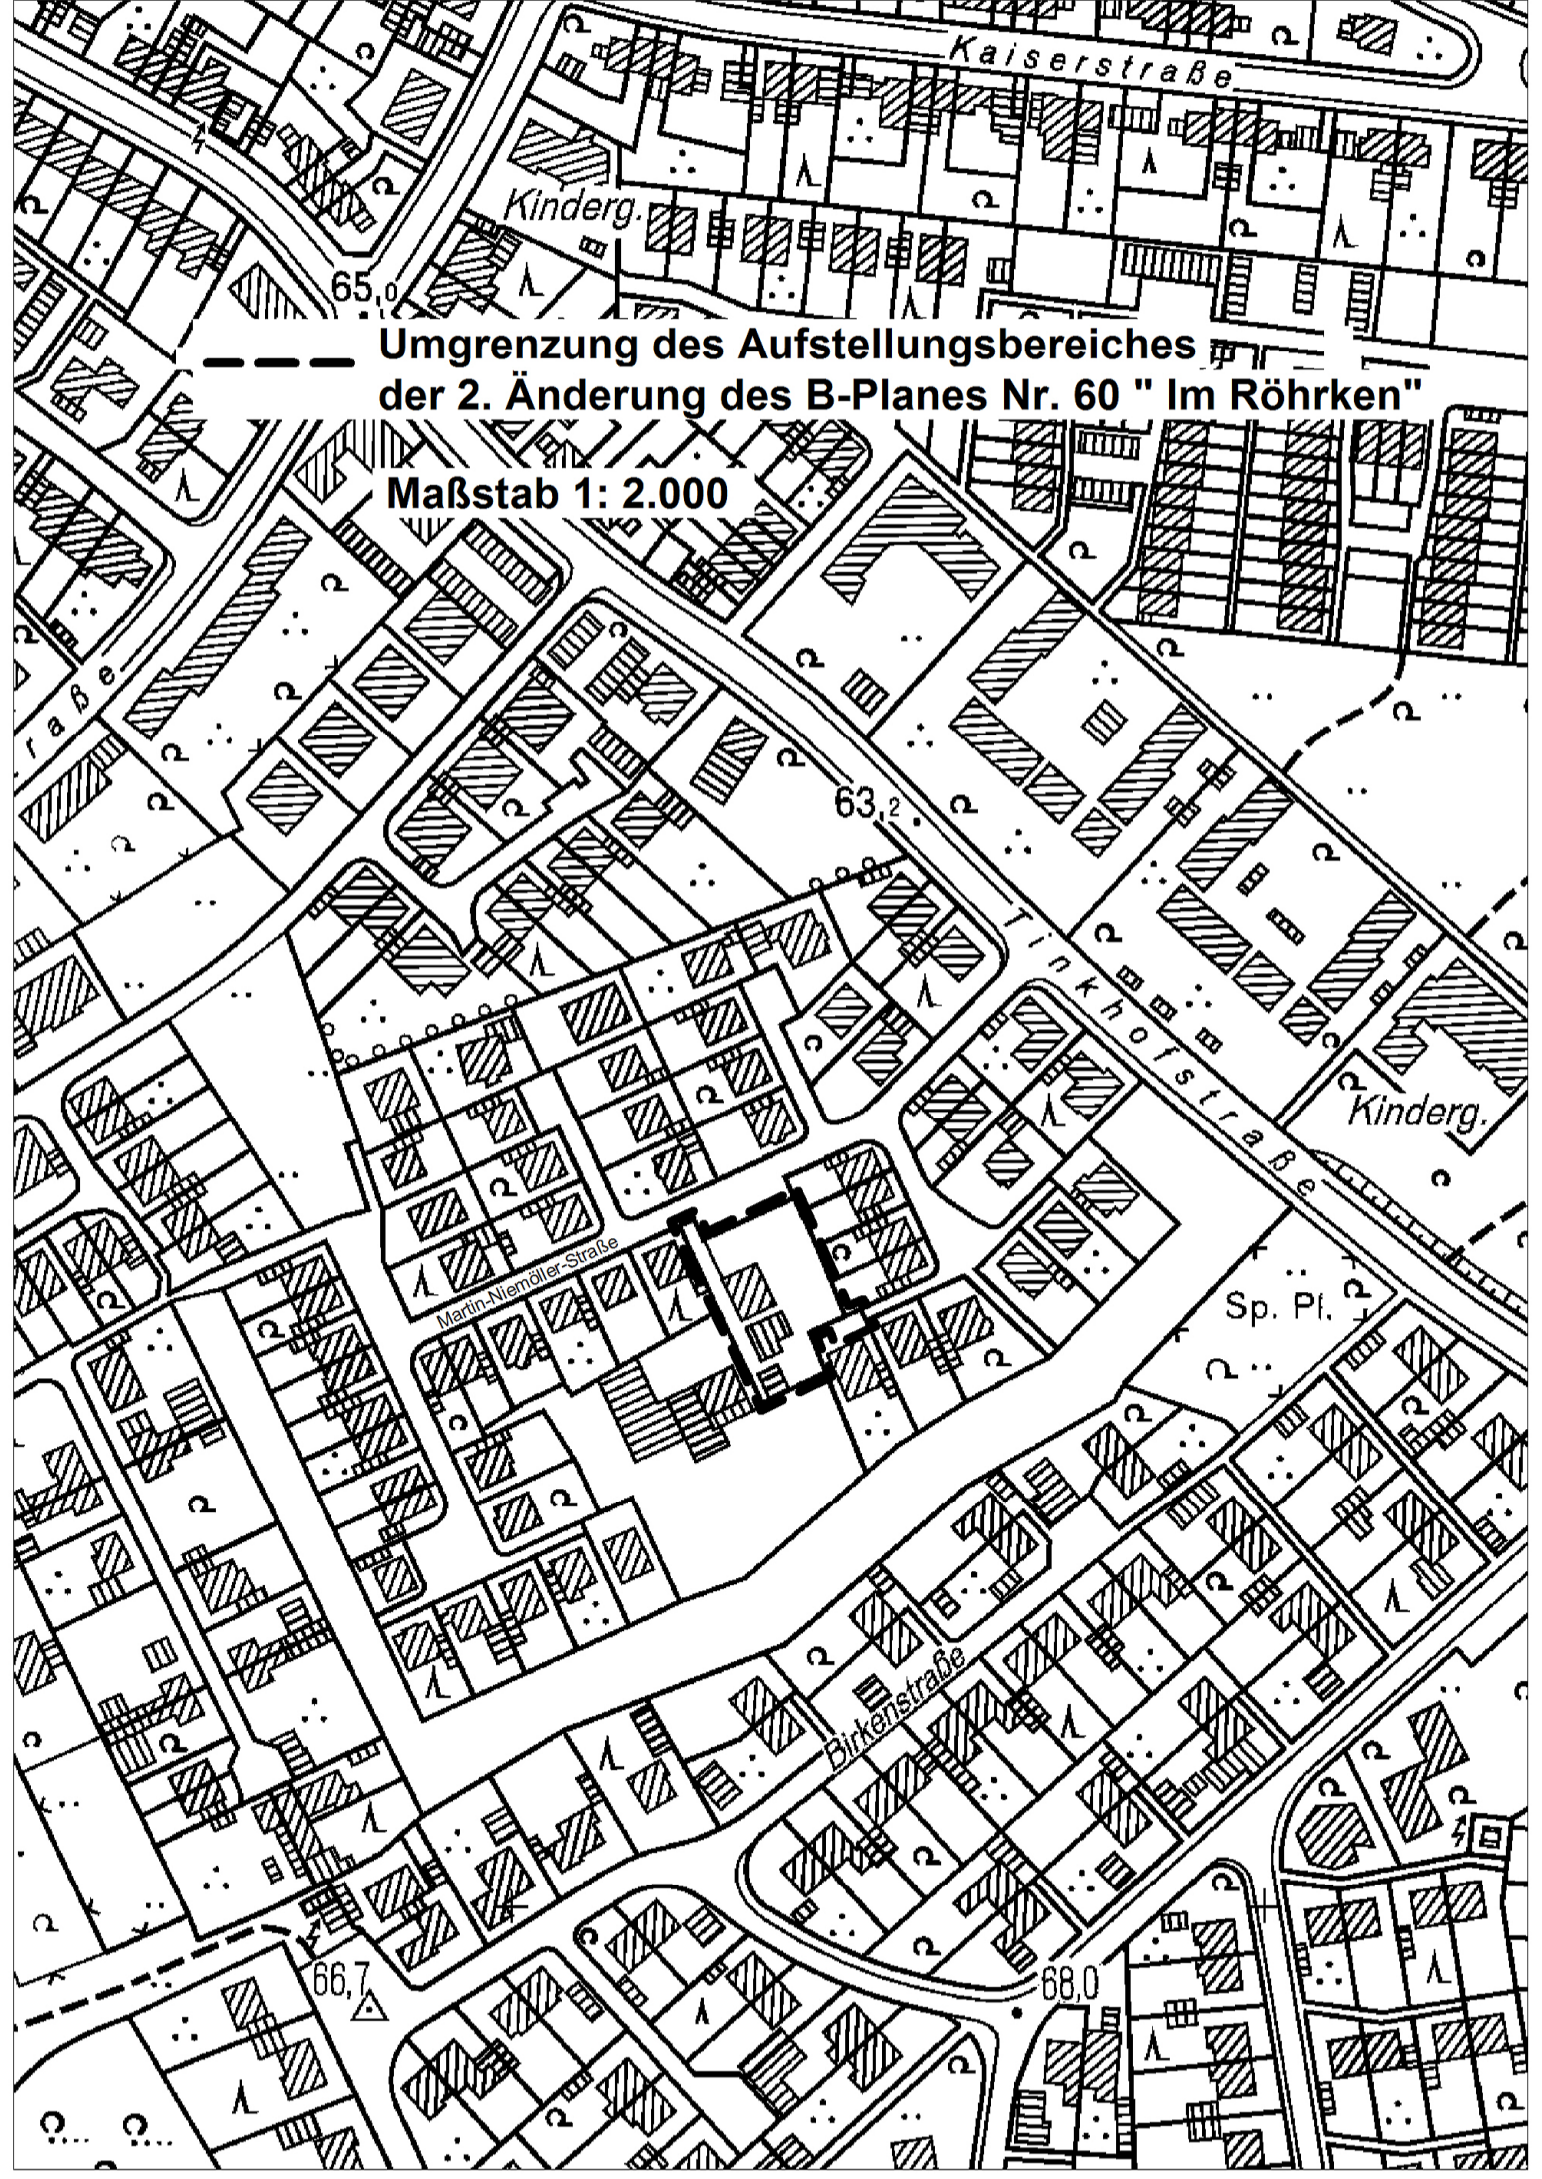 Kaiserstraße
Kinderg.
65,0
Umgrenzung des Aufstellungsbereiches
der 2. Änderung des B-Planes Nr. 60 " Im Röhrken"
Maßstab 1: 2.000
raße
63,2
Tinkhofstraße
Kinderg.
Martin-Niemöller-Straße
Sp. Pl.
Birkenstraße
66,7
68,0